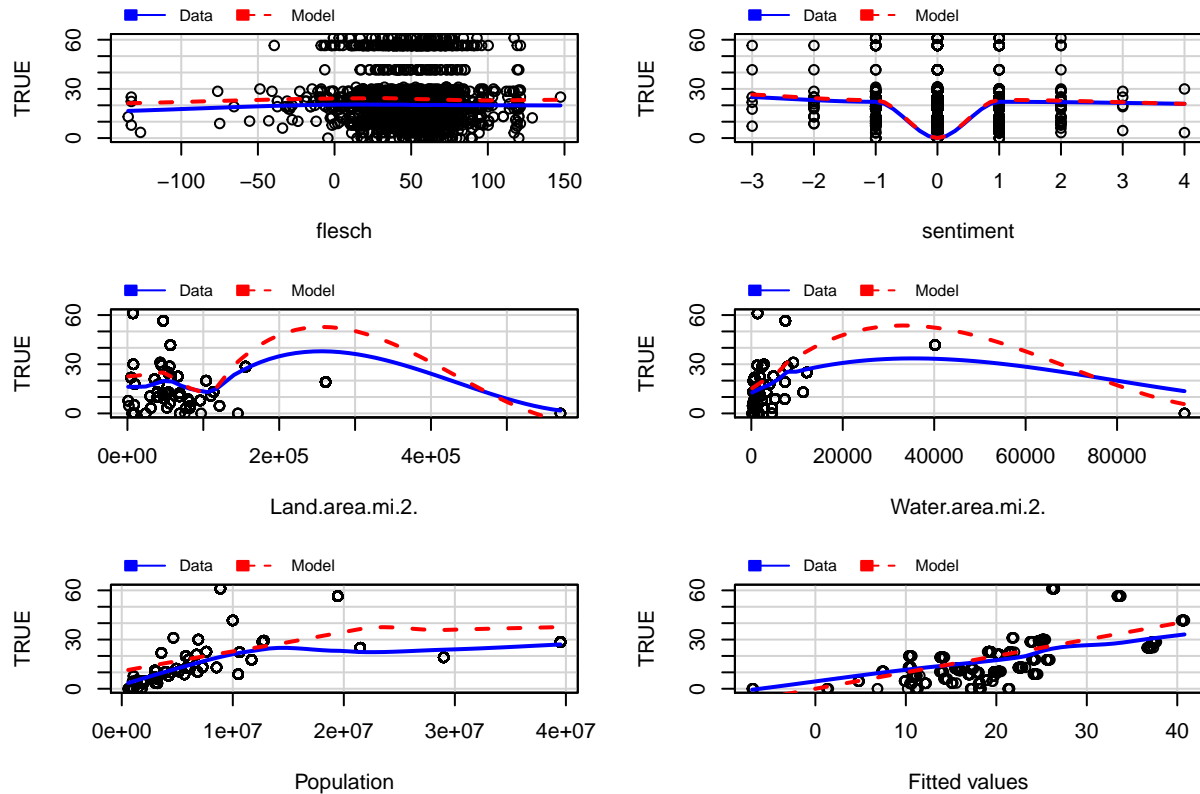 Data Model
TRUE
0 30 60
−100 −50 0 50 100 150
flesch
Data Model
TRUE
0 30 60
−3 −2 −1 0 1 2 3 4
sentiment
Data Model
TRUE
0 30 60
0e+00 2e+05 4e+05
Land.area.mi.2.
Data Model
TRUE
0 30 60
0 20000 40000 60000 80000
Water.area.mi.2.
Data Model
TRUE
0 30 60
0e+00 1e+07 2e+07 3e+07 4e+07
Population
Data Model
TRUE
0 30 60
0 10 20 30 40
Fitted values